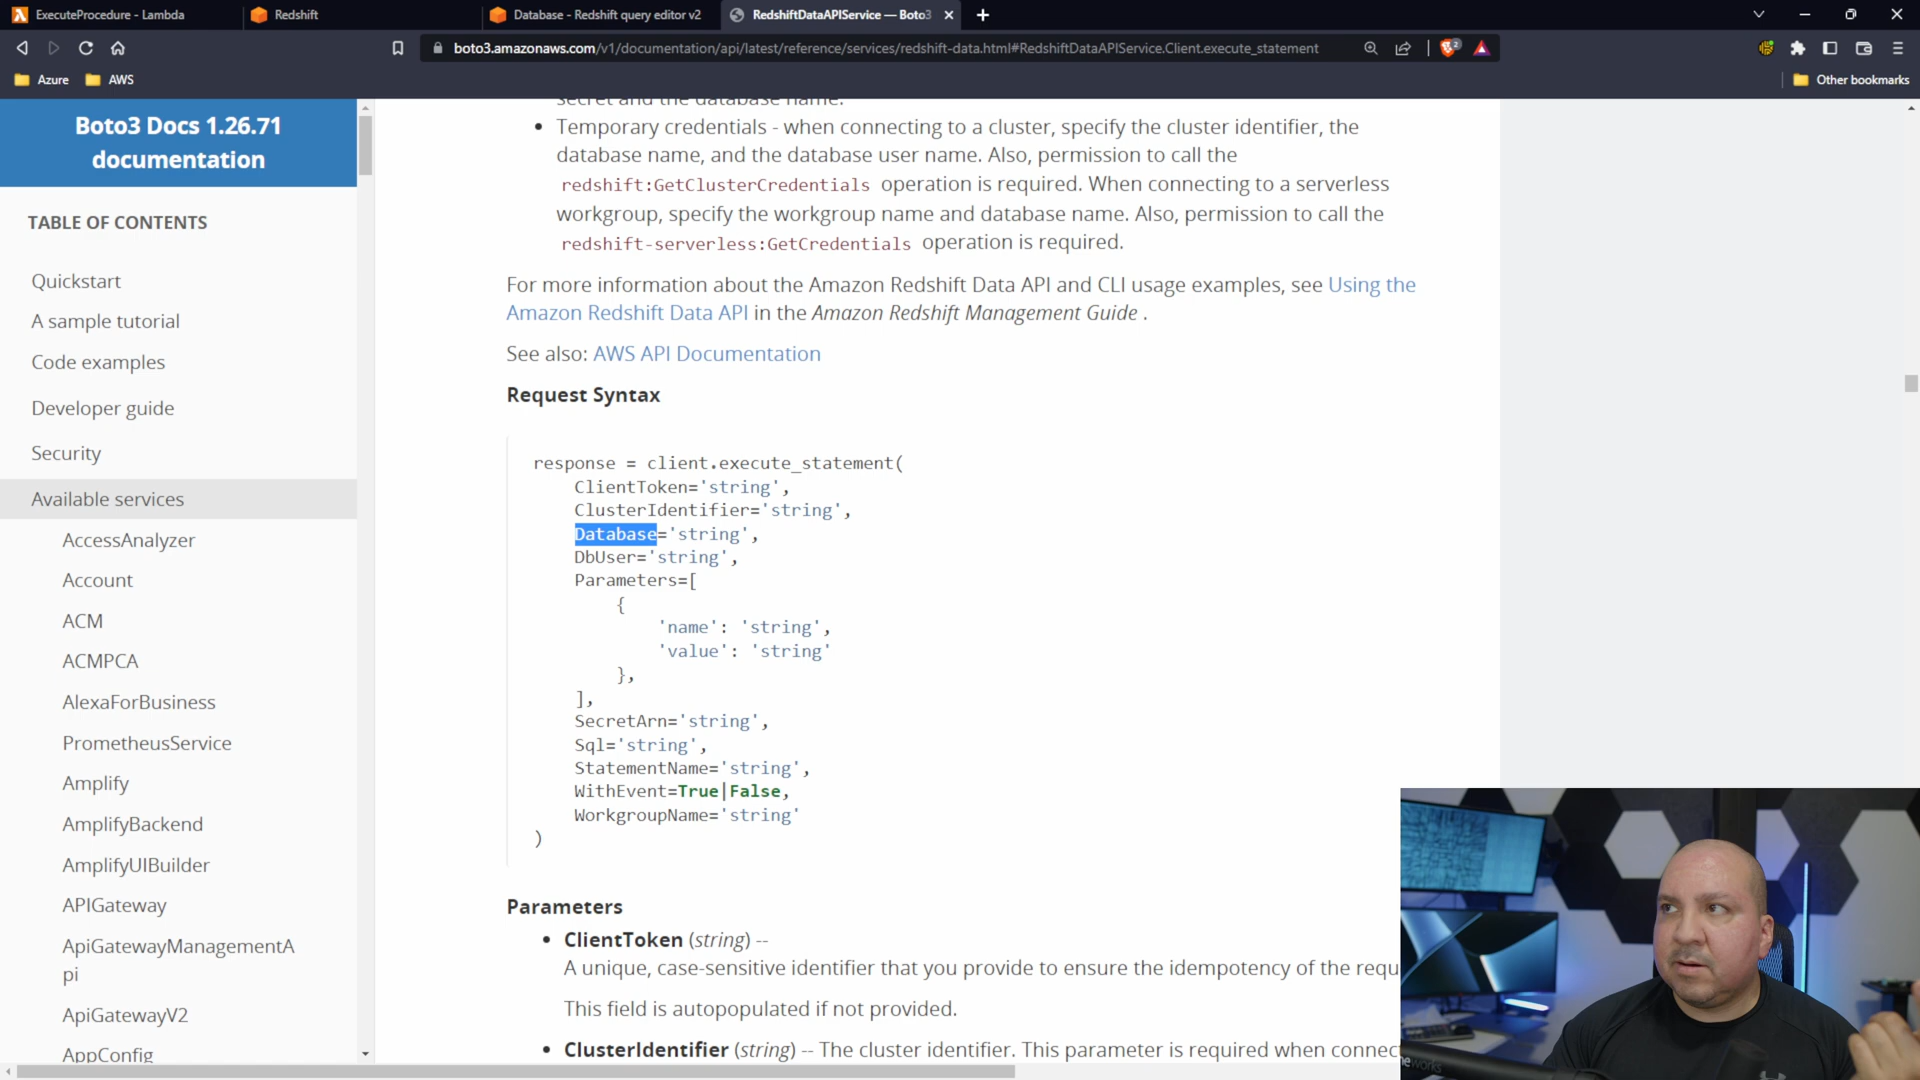 ExecuteProcedure - Lambda
Redshift
Database - Redshift query editor v2
RedshiftDataAPIService — Boto3
boto3.amazonaws.com/v1/documentation/api/latest/reference/services/redshift-data.html#RedshiftDataAPIService.Client.execute_statement
Azure
AWS
Other bookmarks
Boto3 Docs 1.26.71
documentation
TABLE OF CONTENTS
Quickstart
A sample tutorial
Code examples
Developer guide
Security
Available services
AccessAnalyzer
Account
ACM
ACMPCA
AlexaForBusiness
PrometheusService
Amplify
AmplifyBackend
AmplifyUIBuilder
APIGateway
ApiGatewayManagementA
pi
ApiGatewayV2
AppConfig
secret and the database name.
• Temporary credentials - when connecting to a cluster, specify the cluster identifier, the
database name, and the database user name. Also, permission to call the
redshift:GetClusterCredentials operation is required. When connecting to a serverless
workgroup, specify the workgroup name and database name. Also, permission to call the
redshift-serverless:GetCredentials operation is required.
For more information about the Amazon Redshift Data API and CLI usage examples, see Using the
Amazon Redshift Data API in the Amazon Redshift Management Guide .
See also: AWS API Documentation
Request Syntax
response = client.execute_statement(
ClientToken='string',
ClusterIdentifier='string',
Database='string',
DbUser='string',
Parameters=[
{
'name': 'string',
'value': 'string'
},
],
SecretArn='string',
Sql='string',
StatementName='string',
WithEvent=True|False,
WorkgroupName='string'
)
Parameters
• ClientToken (string) --
A unique, case-sensitive identifier that you provide to ensure the idempotency of the requ
This field is autopopulated if not provided.
• ClusterIdentifier (string) -- The cluster identifier. This parameter is required when connec